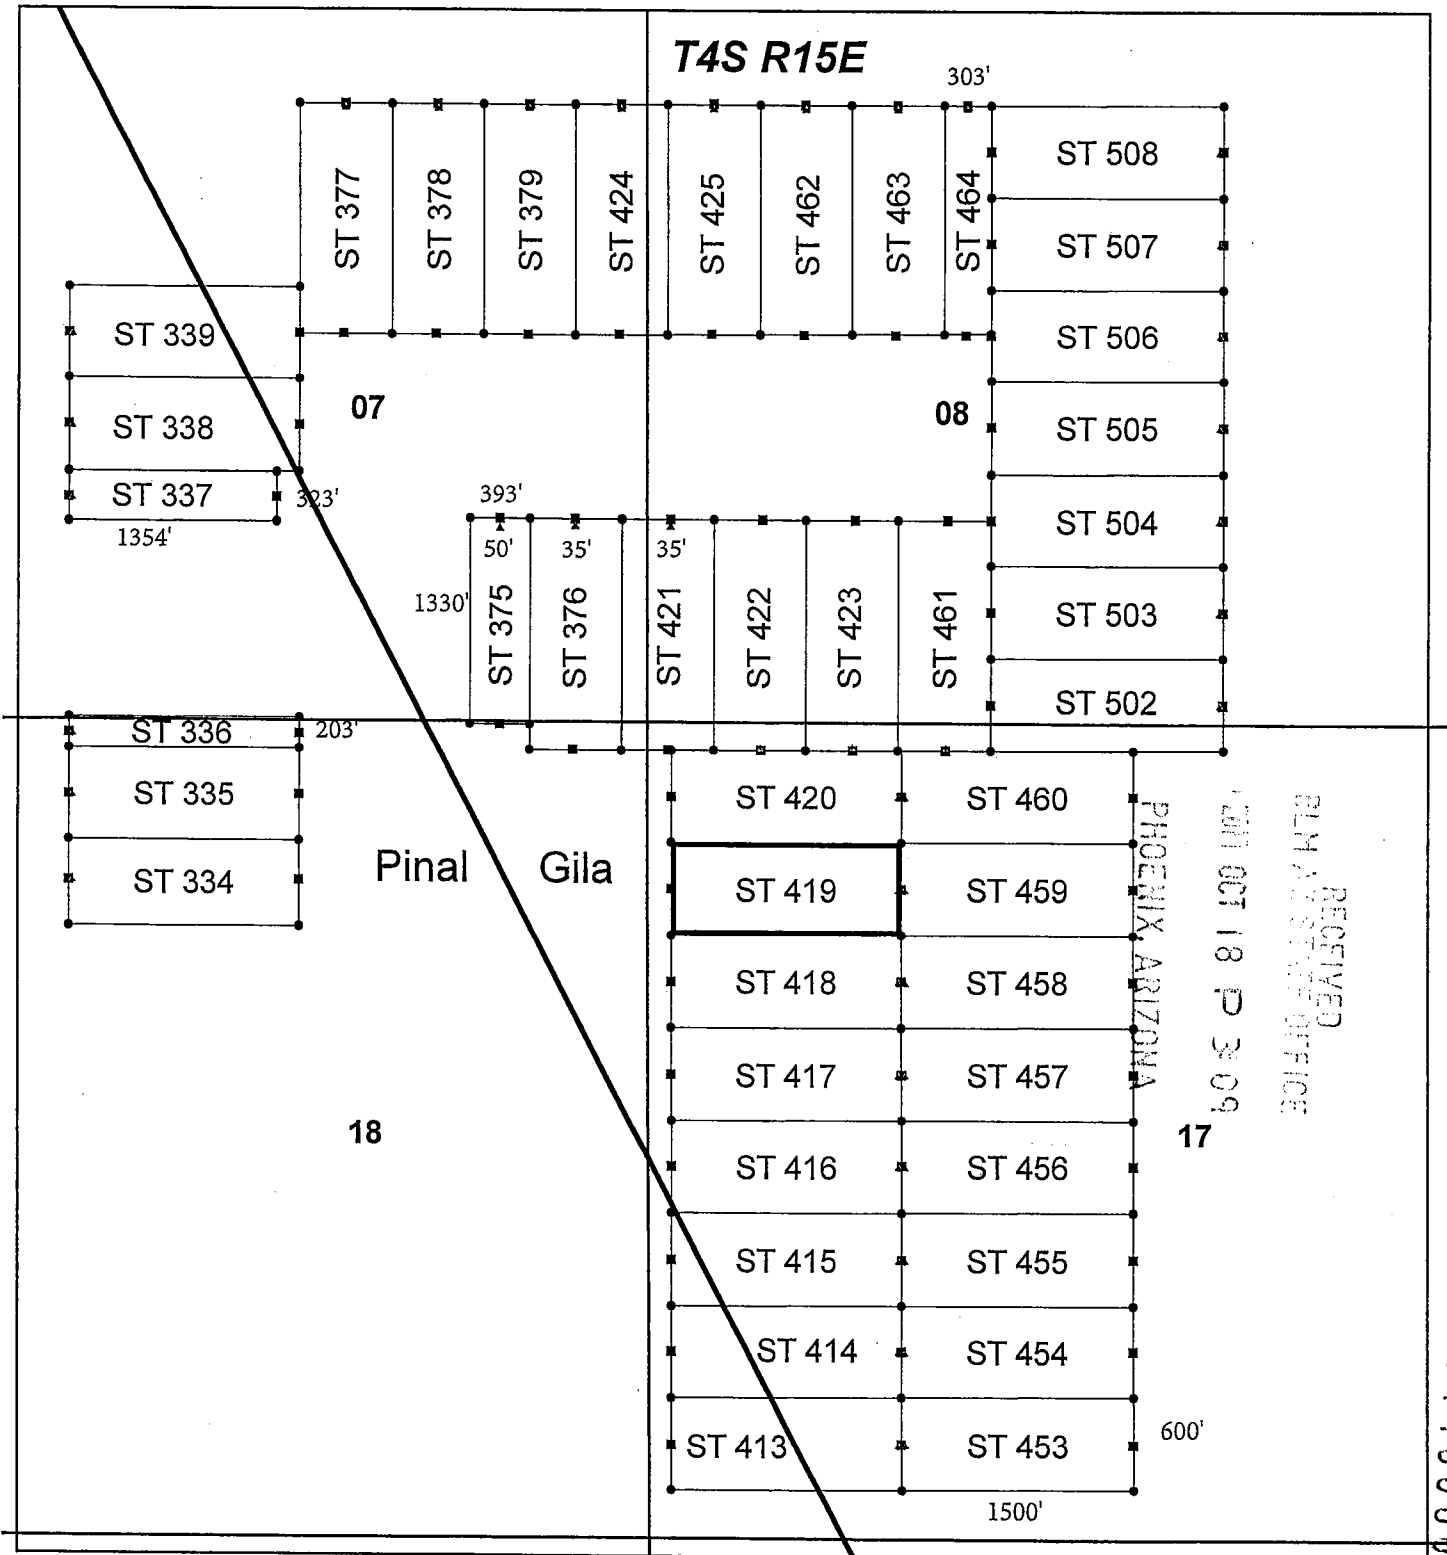 T4S R15E
303'
ST 377
ST 378
ST 379
ST 424
ST 425
ST 462
ST 463
ST 464
ST 508
ST 507
ST 506
ST 505
ST 504
ST 503
ST 502
ST 339
ST 338
ST 337
323'
1354'
07
08
393'
50'
35'
35'
1330'
ST 375
ST 376
ST 421
ST 422
ST 423
ST 461
ST 336
203'
ST 335
ST 334
Pinal
Gila
ST 420
ST 460
ST 419
ST 459
ST 418
ST 458
ST 417
ST 457
ST 416
ST 456
ST 415
ST 455
ST 414
ST 454
ST 413
ST 453
600'
1500'
18
17
RECEIVED
BLM AZ STATE OFFICE
OCT 18 P 3:09
PHOENIX, ARIZONA